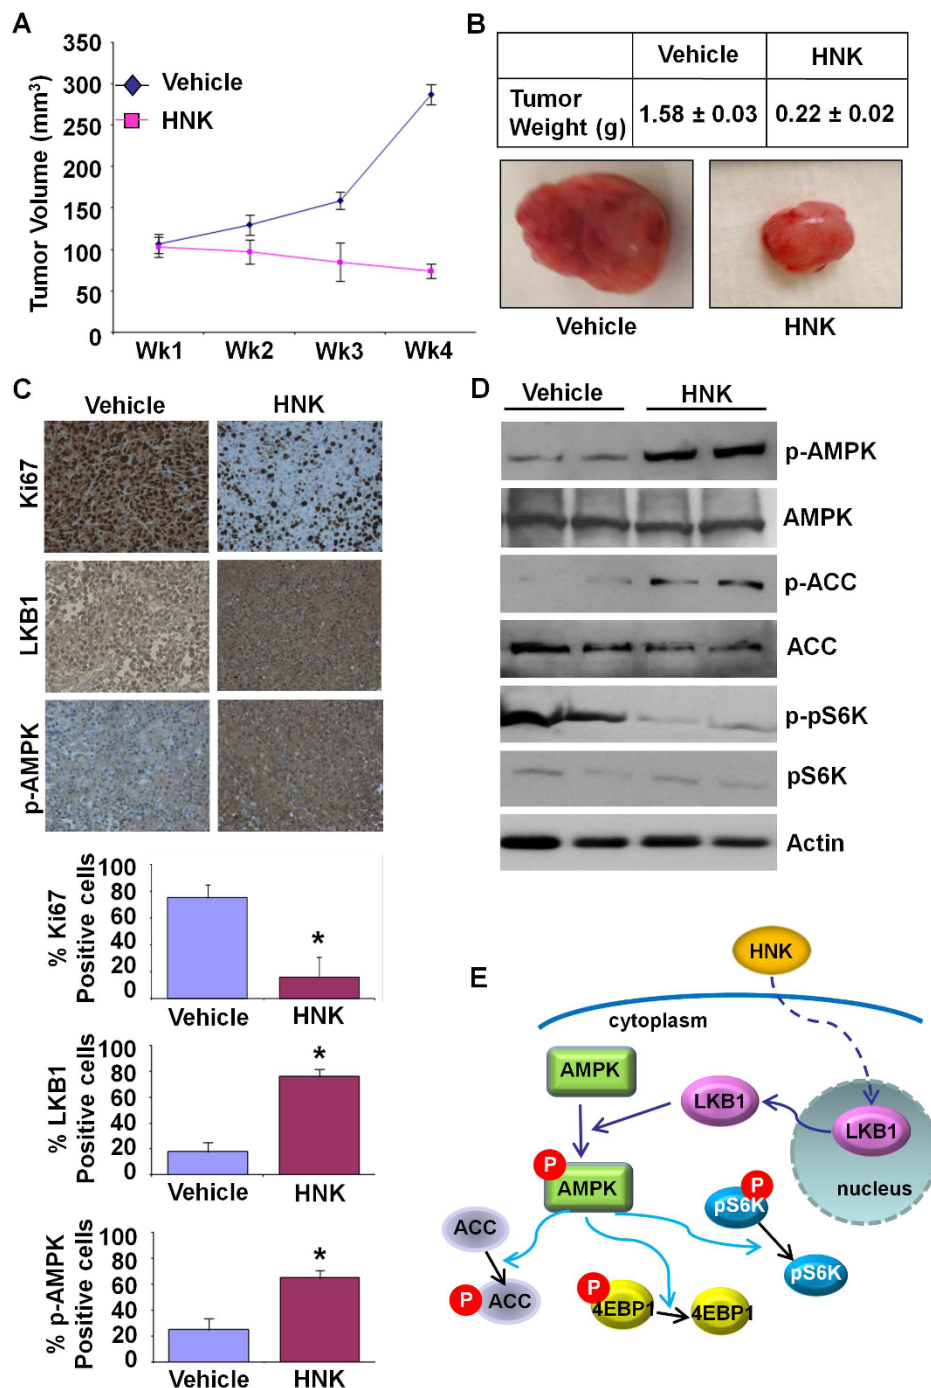 A
350
300
250
200
150
100
50
0
Tumor Volume (mm³)
Vehicle
HNK
Wk1 Wk2 Wk3 Wk4
B
Vehicle HNK
Tumor Weight (g) 1.58 ± 0.03 0.22 ± 0.02
Vehicle HNK
C
Vehicle HNK
Ki67
LKB1
p-AMPK
% Ki67
Positive cells
100
80
60
40
20
0
*
Vehicle HNK
% LKB1
Positive cells
100
80
60
40
20
0
*
Vehicle HNK
% p-AMPK
Positive cells
100
80
60
40
20
0
*
Vehicle HNK
D
Vehicle HNK
p-AMPK
AMPK
p-ACC
ACC
p-pS6K
pS6K
Actin
E
HNK
cytoplasm
AMPK
LKB1
LKB1
nucleus
P
AMPK
P
pS6K
pS6K
ACC
P
ACC
P
4EBP1
4EBP1